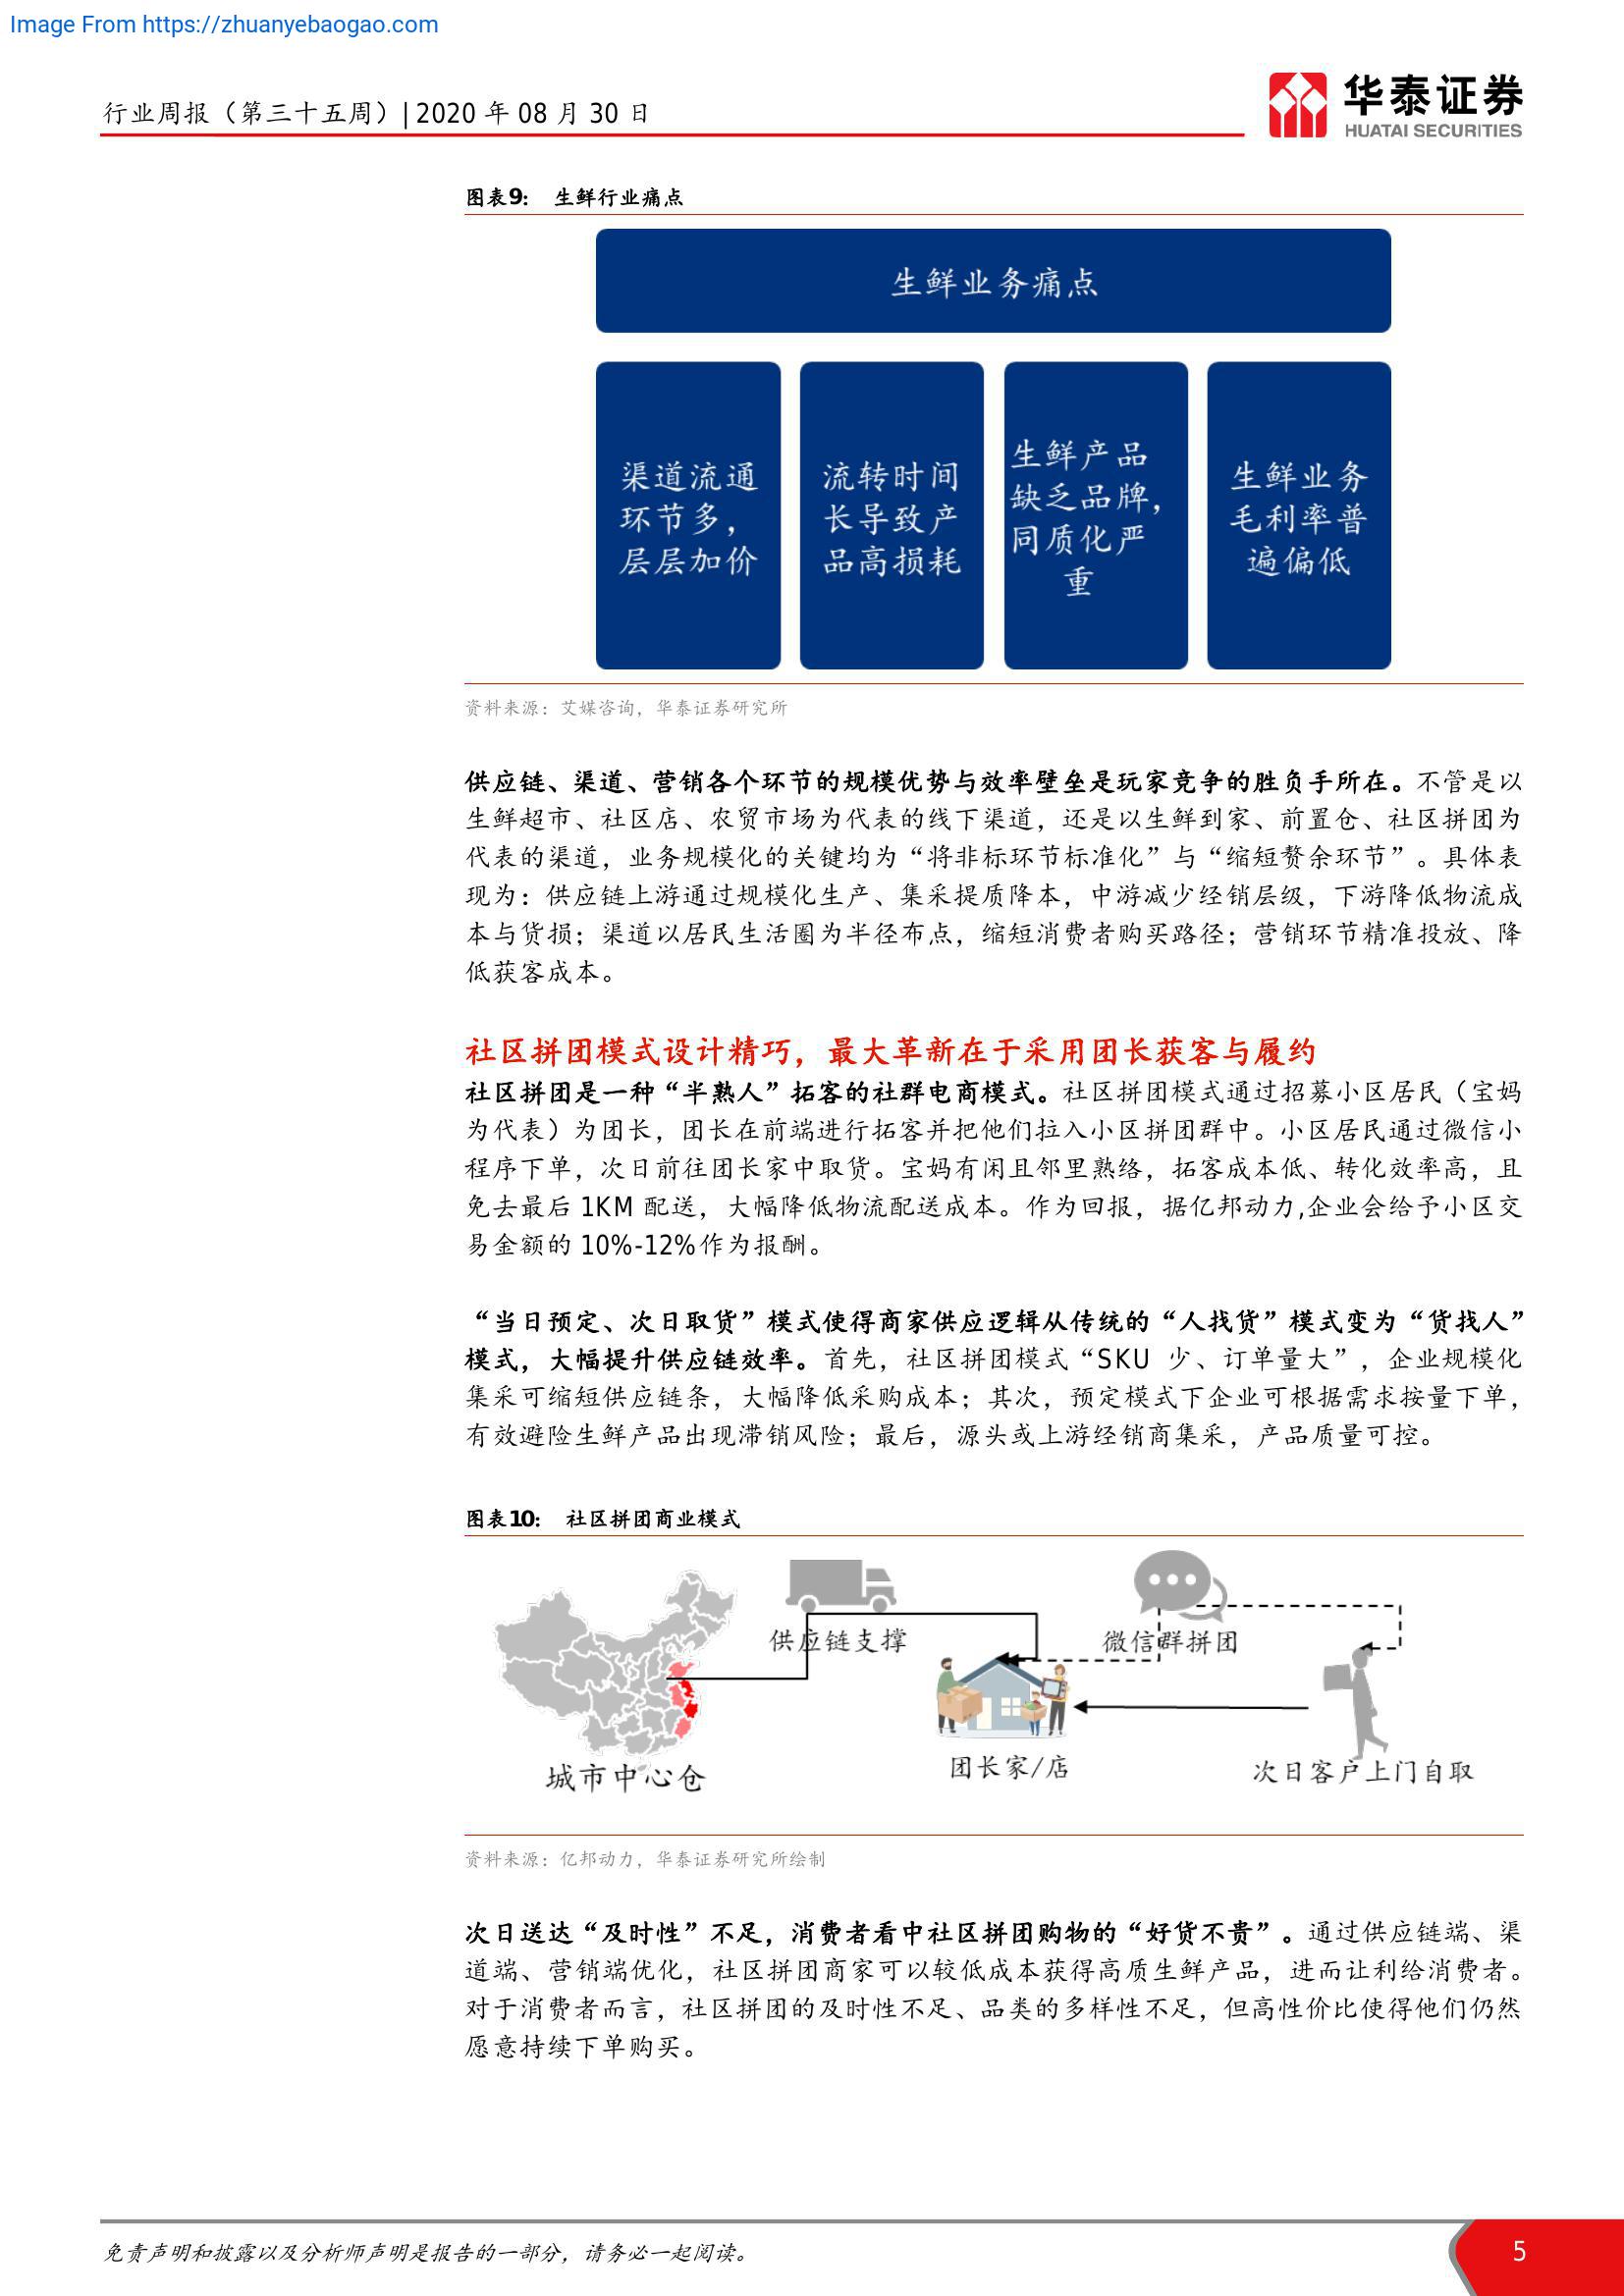 Image From https://zhuanyebaogao.com
行业周报（第三十五周）| 2020 年 08 月 30 日
华泰证券
HUATAI SECURITIES
图表9： 生鲜行业痛点
生鲜业务痛点
渠道流通
环节多，
层层加价
流转时间
长导致产
品高损耗
生鲜产品
缺乏品牌，
同质化严
重
生鲜业务
毛利率普
遍偏低
资料来源：艾媒咨询，华泰证券研究所
供应链、渠道、营销各个环节的规模优势与效率壁垒是玩家竞争的胜负手所在。不管是以
生鲜超市、社区店、农贸市场为代表的线下渠道，还是以生鲜到家、前置仓、社区拼团为
代表的渠道，业务规模化的关键均为“将非标环节标准化”与“缩短赘余环节”。具体表
现为：供应链上游通过规模化生产、集采提质降本，中游减少经销层级，下游降低物流成
本与货损；渠道以居民生活圈为半径布点，缩短消费者购买路径；营销环节精准投放、降
低获客成本。
社区拼团模式设计精巧，最大革新在于采用团长获客与履约
社区拼团是一种“半熟人”拓客的社群电商模式。社区拼团模式通过招募小区居民（宝妈
为代表）为团长，团长在前端进行拓客并把他们拉入小区拼团群中。小区居民通过微信小
程序下单，次日前往团长家中取货。宝妈有闲且邻里熟络，拓客成本低、转化效率高，且
免去最后 1KM 配送，大幅降低物流配送成本。作为回报，据亿邦动力,企业会给予小区交
易金额的 10%-12%作为报酬。
“当日预定、次日取货”模式使得商家供应逻辑从传统的“人找货”模式变为“货找人”
模式，大幅提升供应链效率。首先，社区拼团模式“SKU 少、订单量大”，企业规模化
集采可缩短供应链条，大幅降低采购成本；其次，预定模式下企业可根据需求按量下单，
有效避险生鲜产品出现滞销风险；最后，源头或上游经销商集采，产品质量可控。
图表10： 社区拼团商业模式
供应链支撑
微信群拼团
城市中心仓
团长家/店
次日客户上门自取
资料来源：亿邦动力，华泰证券研究所绘制
次日送达“及时性”不足，消费者看中社区拼团购物的“好货不贵”。通过供应链端、渠
道端、营销端优化，社区拼团商家可以较低成本获得高质生鲜产品，进而让利给消费者。
对于消费者而言，社区拼团的及时性不足、品类的多样性不足，但高性价比使得他们仍然
愿意持续下单购买。
免责声明和披露以及分析师声明是报告的一部分，请务必一起阅读。
5